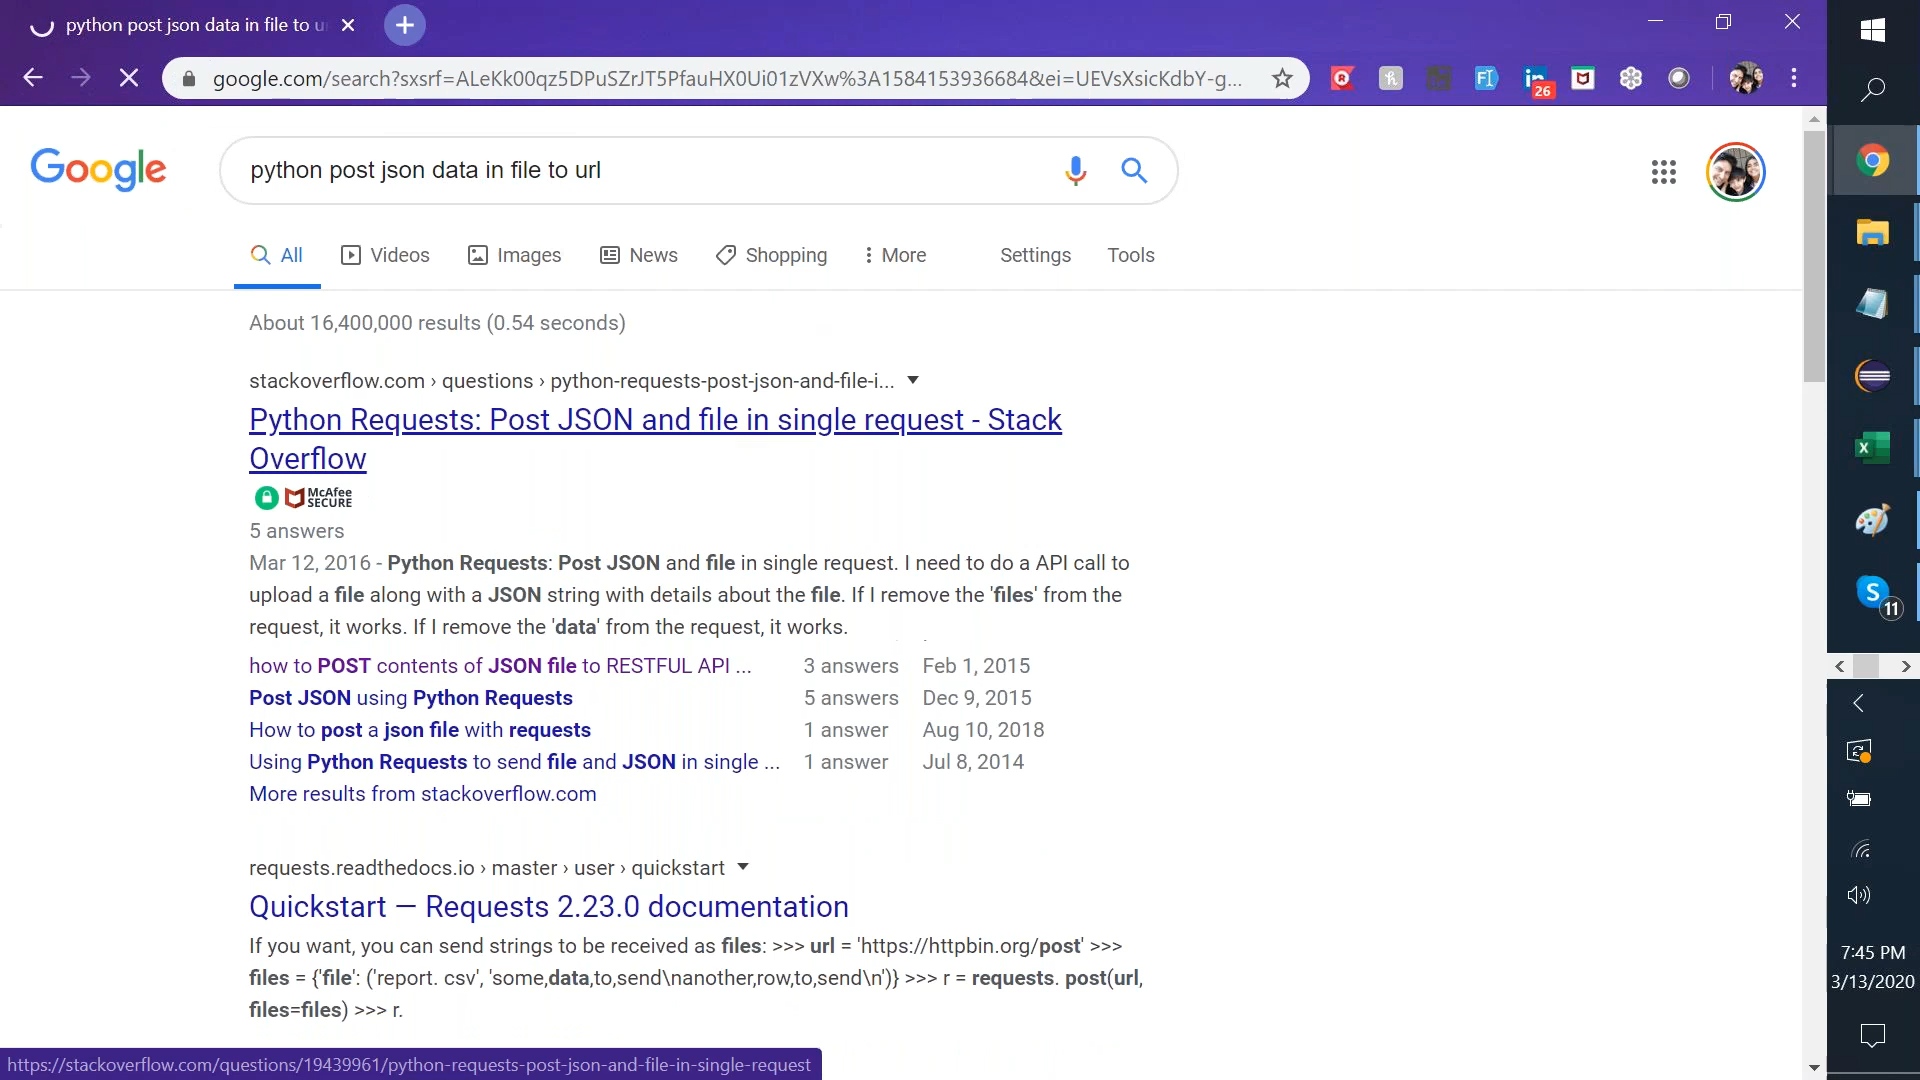 python post json data in file to u
google.com/search?sxsrf=ALeKk00qz5DPuSZrJT5PfauHX0Ui01zVXw%3A1584153936684&ei=UEVsXsicKdbY-g...
26
Google
python post json data in file to url
All
Videos
Images
News
Shopping
More
Settings
Tools
About 16,400,000 results (0.54 seconds)
stackoverflow.com › questions › python-requests-post-json-and-file-i...
Python Requests: Post JSON and file in single request - Stack
Overflow
McAfee
SECURE
5 answers
Mar 12, 2016 - Python Requests: Post JSON and file in single request. I need to do a API call to
upload a file along with a JSON string with details about the file. If I remove the 'files' from the
request, it works. If I remove the 'data' from the request, it works.
how to POST contents of JSON file to RESTFUL API ... 3 answers Feb 1, 2015
Post JSON using Python Requests 5 answers Dec 9, 2015
How to post a json file with requests 1 answer Aug 10, 2018
Using Python Requests to send file and JSON in single ... 1 answer Jul 8, 2014
More results from stackoverflow.com
requests.readthedocs.io › master › user › quickstart
Quickstart — Requests 2.23.0 documentation
If you want, you can send strings to be received as files: >>> url = 'https://httpbin.org/post' >>>
files = {'file': ('report. csv', 'some,data,to,send\nanother,row,to,send\n')} >>> r = requests. post(url,
files=files) >>> r.
https://stackoverflow.com/questions/19439961/python-requests-post-json-and-file-in-single-request
11
7:45 PM
3/13/2020